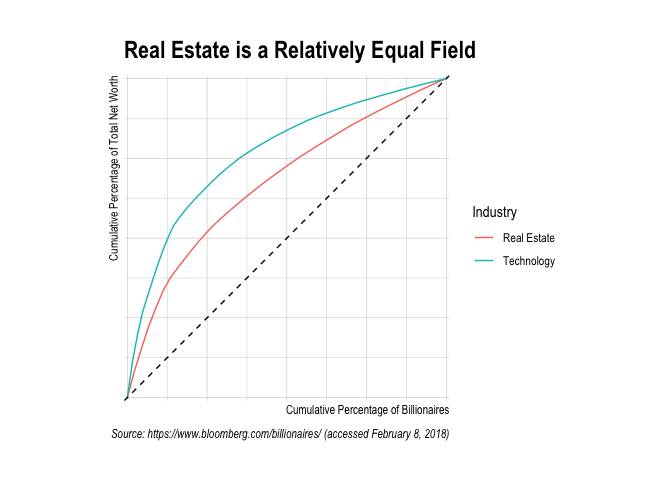 Real Estate is a Relatively Equal Field
Cumulative Percentage of Total Net Worth
Industry
Real Estate
Technology
Cumulative Percentage of Billionaires
Source: https://www.bloomberg.com/billionaires/ (accessed February 8, 2018)